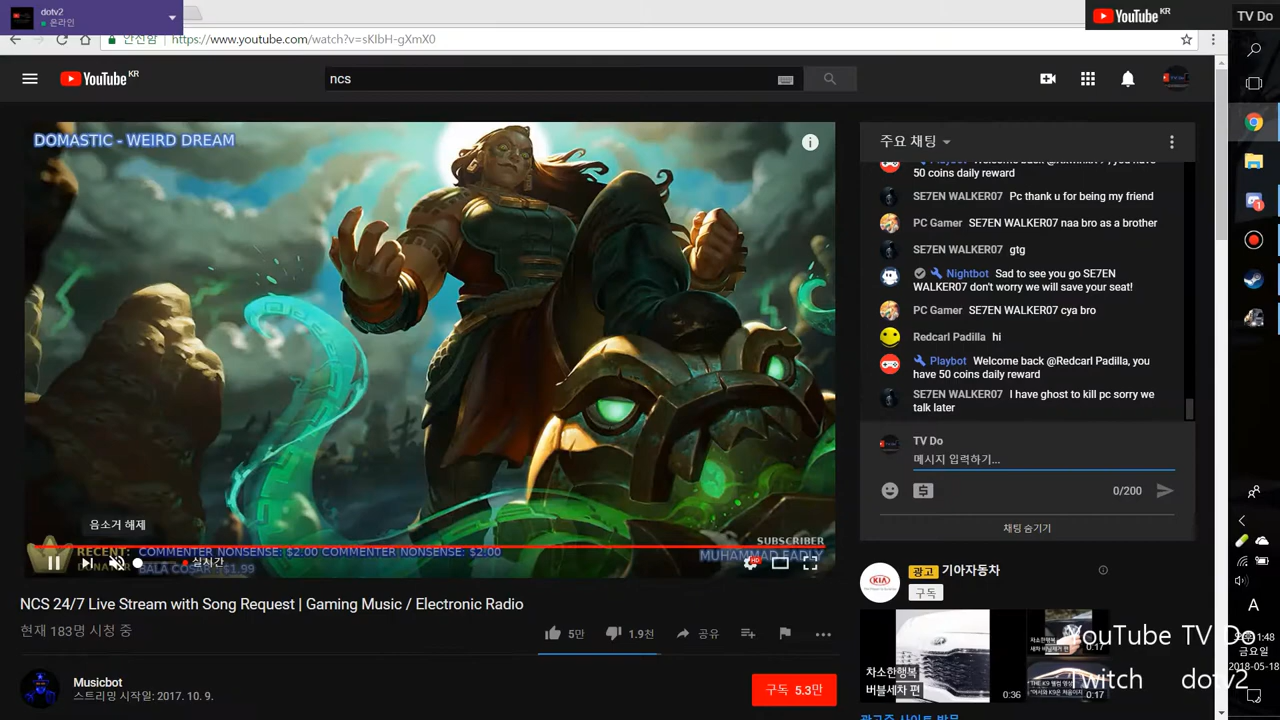 dotv2
온라인
YouTube KR
TV Do
안전함
https://www.youtube.com/watch?v=sKIbH-gXmX0
YouTube KR
ncs
DOMASTIC - WEIRD DREAM
주요 채팅
50 coins daily reward
SE7EN WALKER07 Pc thank u for being my friend
PC Gamer SE7EN WALKER07 naa bro as a brother
SE7EN WALKER07 gtg
Nightbot Sad to see you go SE7EN
WALKER07 don't worry we will save your seat!
PC Gamer SE7EN WALKER07 cya bro
Redcarl Padilla hi
Playbot Welcome back @Redcarl Padilla, you
have 50 coins daily reward
SE7EN WALKER07 I have ghost to kill pc sorry we
talk later
TV Do
메시지 입력하기...
0/200
채팅 숨기기
음소거 해제
RECENT: COMMENTER NONSENSE: $2.00 COMMENTER NONSENSE: $2.00
실시간
SUBSCRIBER
HD
NCS 24/7 Live Stream with Song Request | Gaming Music / Electronic Radio
현재 183명 시청 중
5만
1.9천
공유
Musicbot
스트리밍 시작일: 2017. 10. 9.
구독 5.3만
KIA
광고 기아자동차
구독
차소한행복
버블세차 편
0:36
0:17
0:17
YouTube TV Do
Twitch dotv2
A
1:48
금요일
2018-05-18